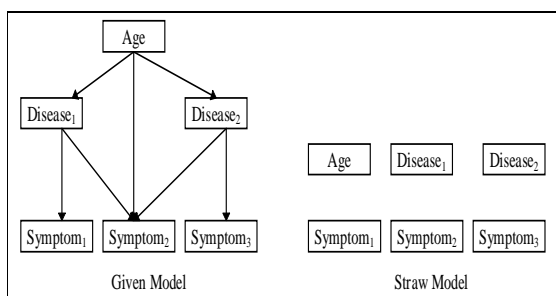 Age
Disease₁
Disease₂
Symptom₁ Symptom₂ Symptom₃
Given Model
Age Disease₁ Disease₂
Symptom₁ Symptom₂ Symptom₃
Straw Model